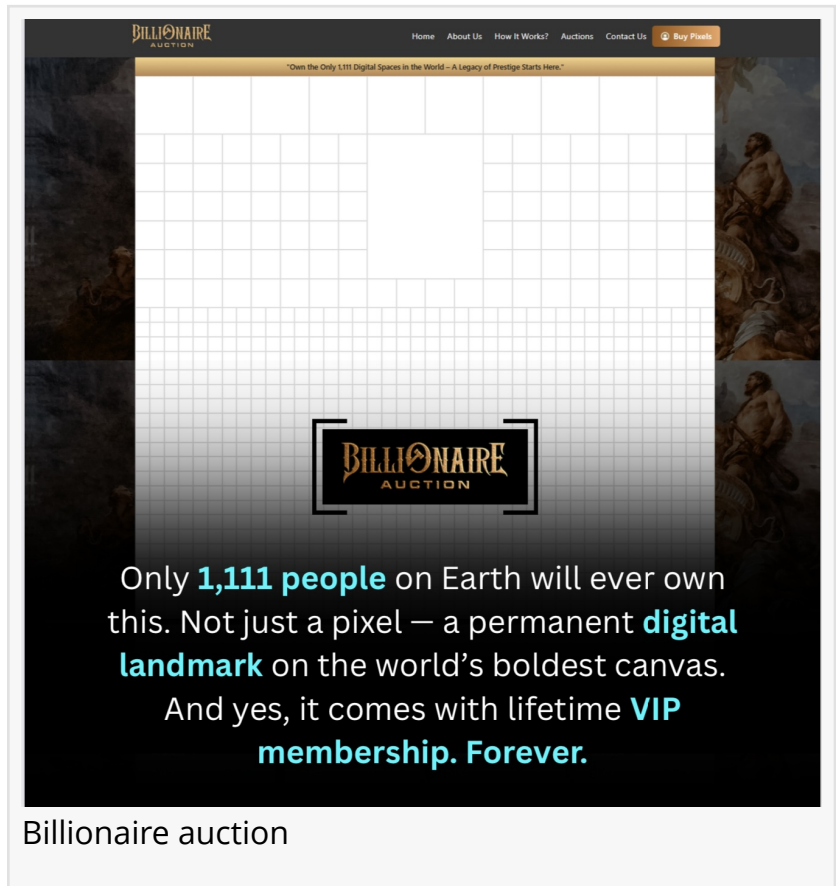 BILLIONAIRE
AUCTION
Home About Us How It Works? Auctions Contact Us Buy Pixels
"Own the Only 1,111 Digital Spaces in the World – A Legacy of Prestige Starts Here."
BILLIONAIRE
AUCTION
Only 1,111 people on Earth will ever own
this. Not just a pixel — a permanent digital
landmark on the world's boldest canvas.
And yes, it comes with lifetime VIP
membership. Forever.
Billionaire auction